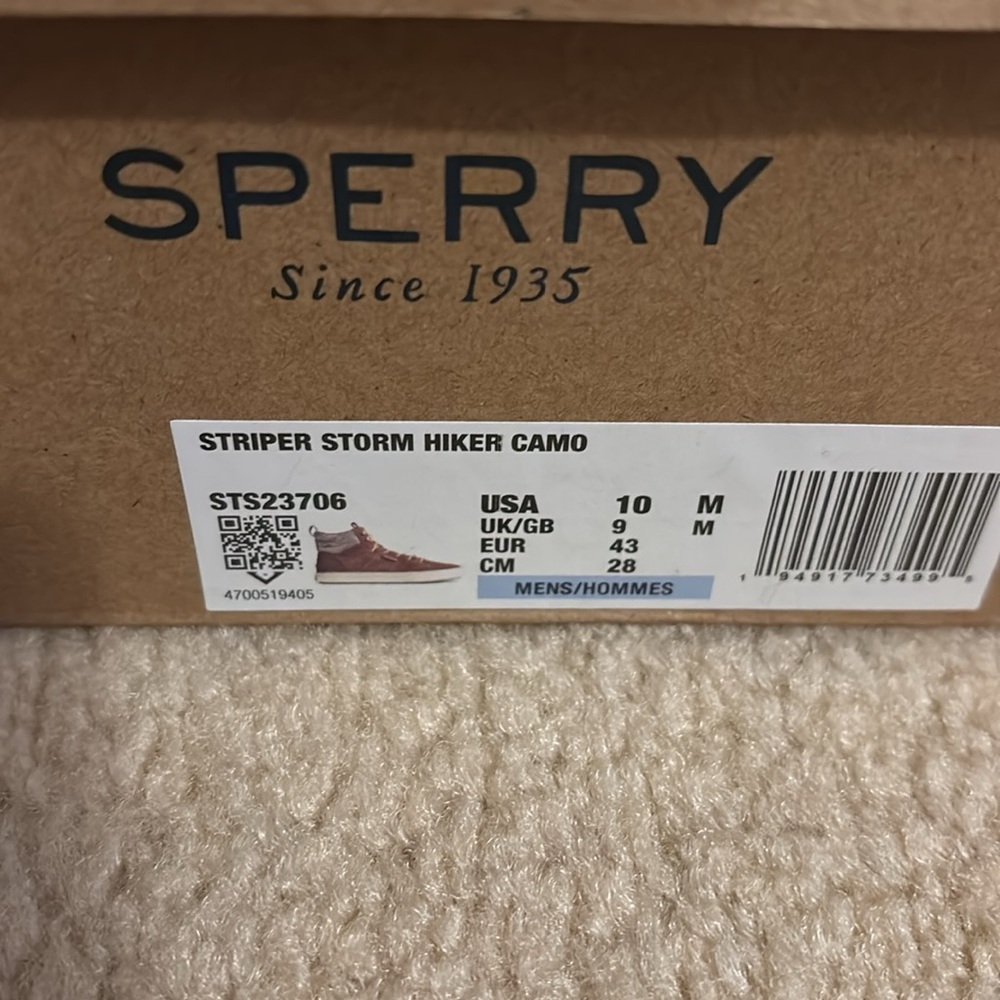 SPERRY
Since 1935
STRIPER STORM HIKER CAMO
STS23706
4700519405
USA 10 M
UK/GB 9 M
EUR 43
CM 28
MENS/HOMMES
1 94917 73499 8